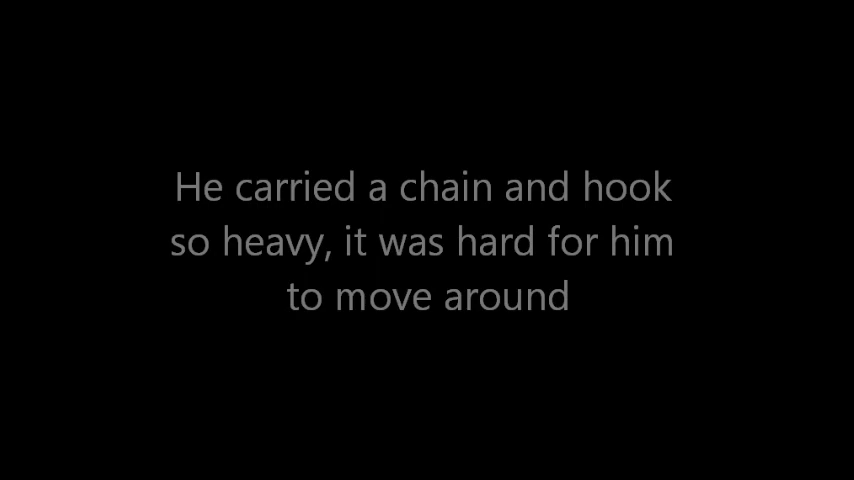 He carried a chain and hook
so heavy, it was hard for him
to move around